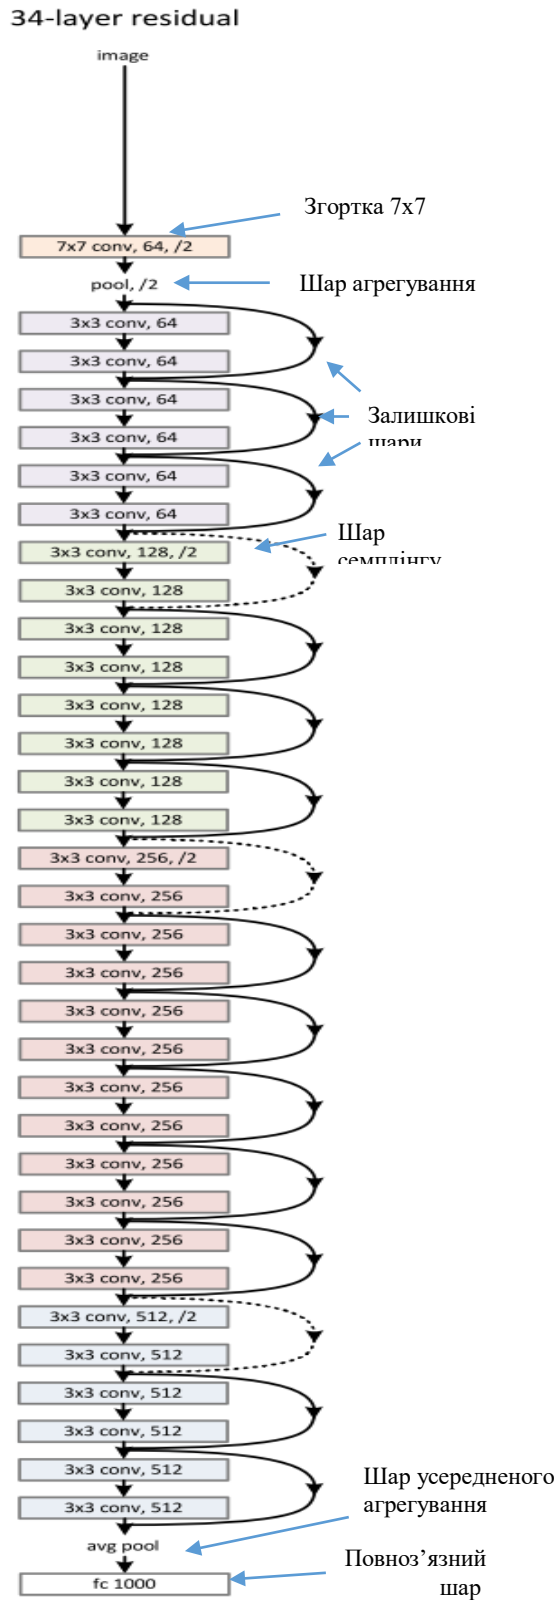 34-layer residual
image
Згортка 7х7
7x7 conv, 64, /2
pool, /2
Шар агрегування
3x3 conv, 64
3x3 conv, 64
3x3 conv, 64
Залишкові
шари
3x3 conv, 64
3x3 conv, 64
3x3 conv, 64
Шар
семплінгу
3x3 conv, 128, /2
3x3 conv, 128
3x3 conv, 128
3x3 conv, 128
3x3 conv, 128
3x3 conv, 128
3x3 conv, 128
3x3 conv, 128
3x3 conv, 256, /2
3x3 conv, 256
3x3 conv, 256
3x3 conv, 256
3x3 conv, 256
3x3 conv, 256
3x3 conv, 256
3x3 conv, 256
3x3 conv, 256
3x3 conv, 256
3x3 conv, 256
3x3 conv, 256
3x3 conv, 512, /2
3x3 conv, 512
3x3 conv, 512
3x3 conv, 512
3x3 conv, 512
3x3 conv, 512
Шар усередненого
агрегування
avg pool
Повноз’язний
шар
fc 1000